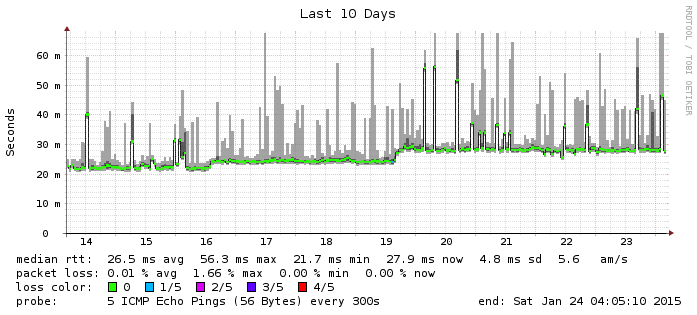 Last 10 Days
RRDTOOL / TOBI OETIKER
Seconds
60 m
50 m
40 m
30 m
20 m
10 m
0
14 15 16 17 18 19 20 21 22 23
median rtt: 26.5 ms avg 56.3 ms max 21.7 ms min 27.9 ms now 4.8 ms sd 5.6 am/s
packet loss: 0.01 % avg 1.66 % max 0.00 % min 0.00 % now
loss color: 0 1/5 2/5 3/5 4/5
probe: 5 ICMP Echo Pings (56 Bytes) every 300s end: Sat Jan 24 04:05:10 2015